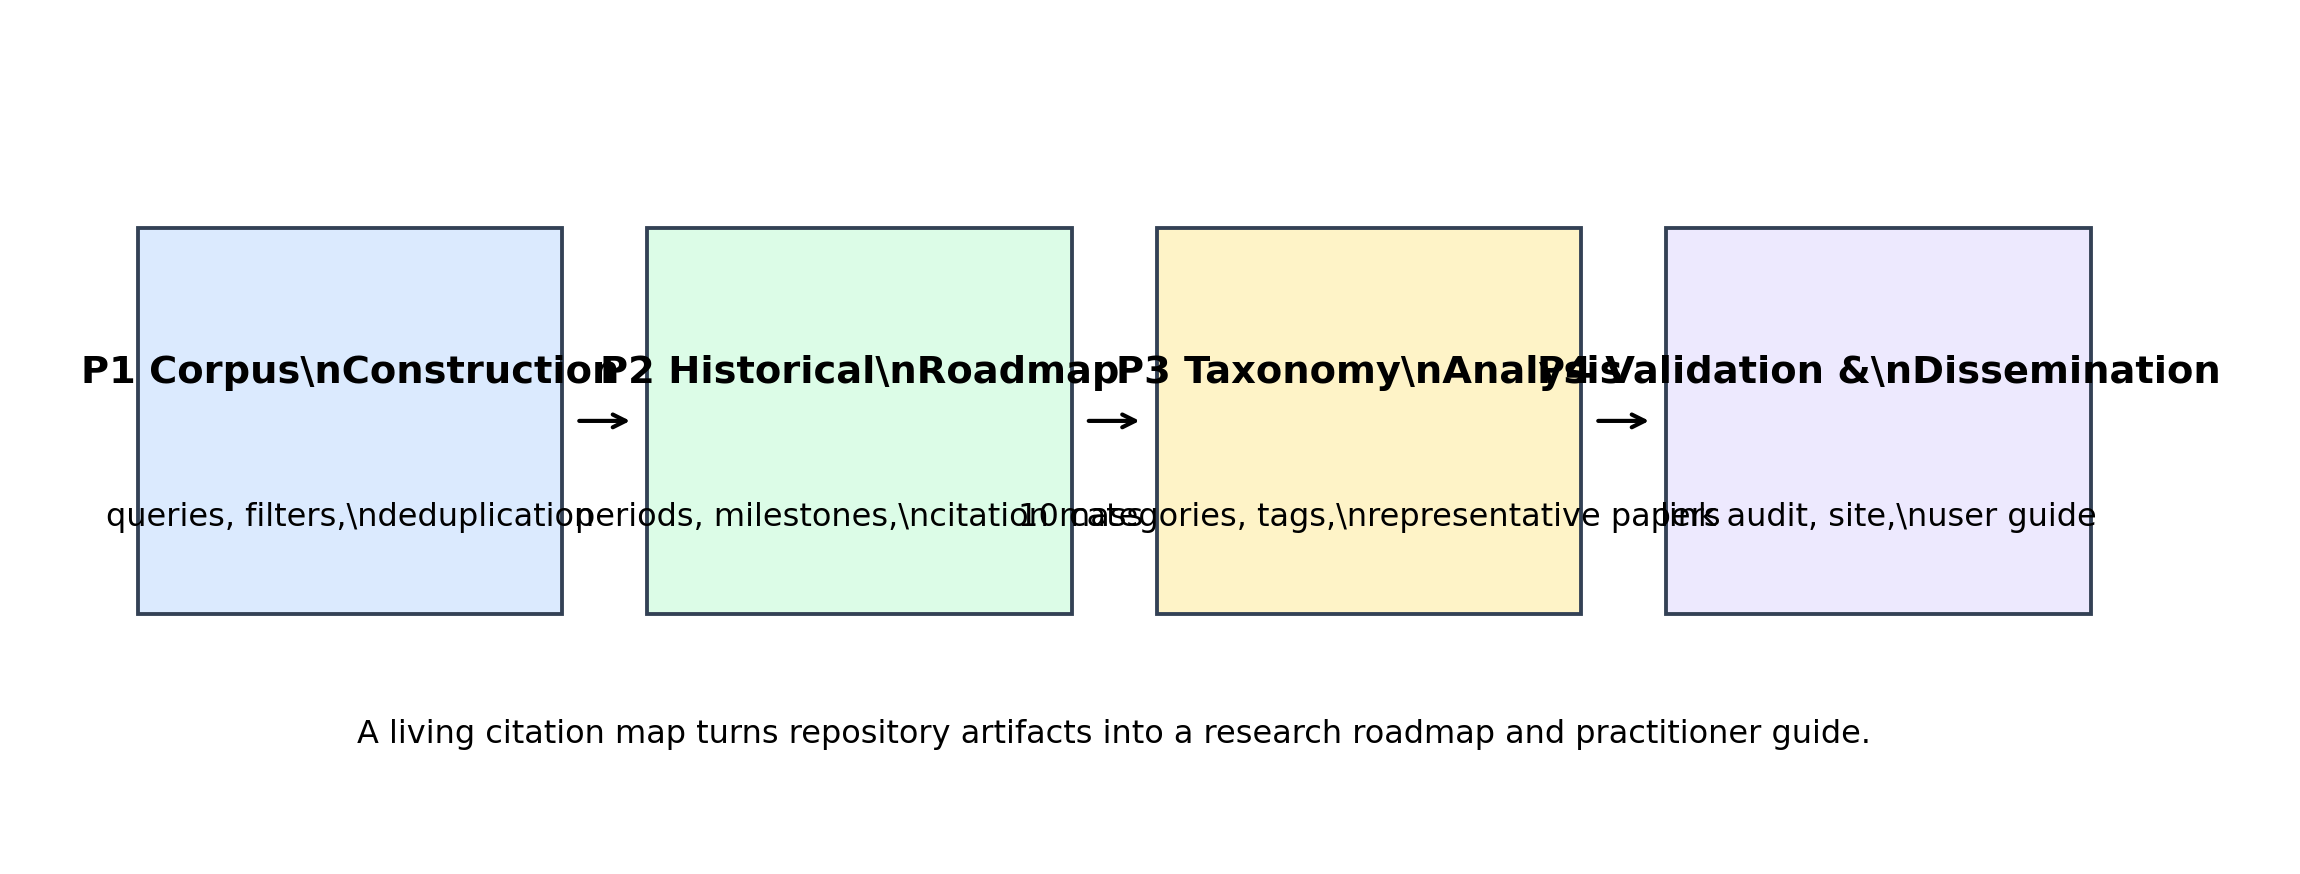 P1 Corpus\nConstruction
P2 Historical\nRoadmap
P3 Taxonomy\nAnalysis
P4 Validation &\nDissemination
queries, filters,\ndeduplication
periods, milestones,\ncitation mass
10 categories, tags,\nrepresentative papers
link audit, site,\nuser guide
A living citation map turns repository artifacts into a research roadmap and practitioner guide.